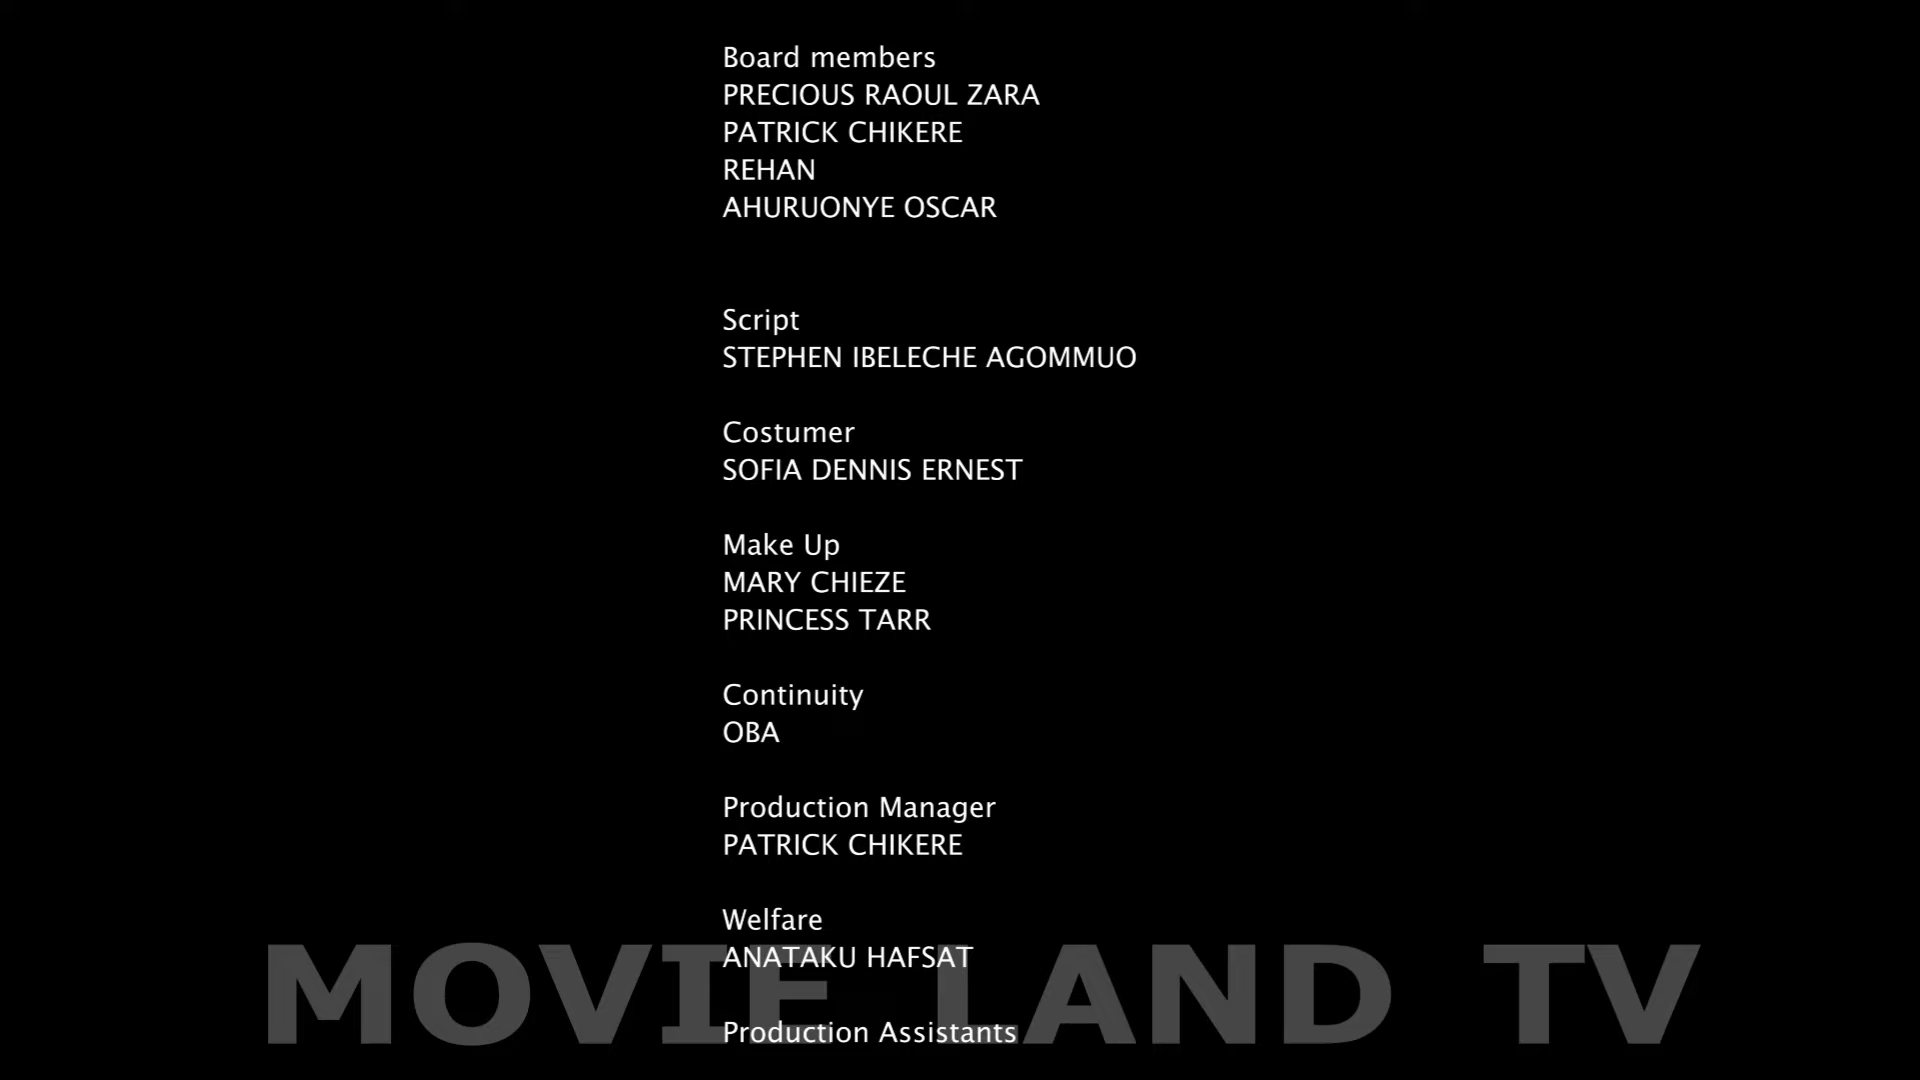 Board members
PRECIOUS RAOUL ZARA
PATRICK CHIKERE
REHAN
AHURUONYE OSCAR
Script
STEPHEN IBELECHE AGOMMUO
Costumer
SOFIA DENNIS ERNEST
Make Up
MARY CHIEZE
PRINCESS TARR
Continuity
OBA
Production Manager
PATRICK CHIKERE
Welfare
ANATAKU HAFSAT
MOVIE LAND TV
Production Assistants